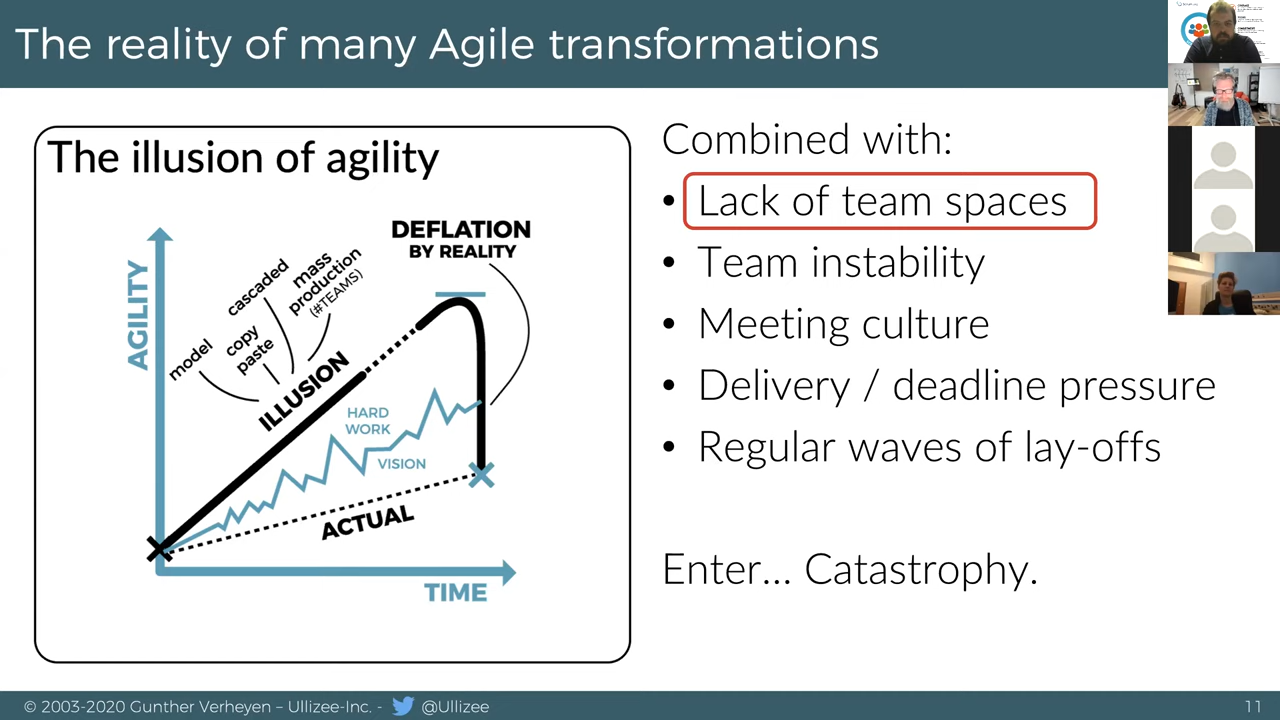 The reality of many Agile transformations
The illusion of agility
DEFLATION
BY REALITY
AGILITY
model
copy
paste
cascaded
mass
production
(#TEAMS)
ILLUSION
HARD
WORK
VISION
ACTUAL
TIME
Combined with:
• Lack of team spaces
• Team instability
• Meeting culture
• Delivery / deadline pressure
• Regular waves of lay-offs
Enter... Catastrophy.
© 2003-2020 Gunther Verheyen – Ullizee-Inc. - @Ullizee
11